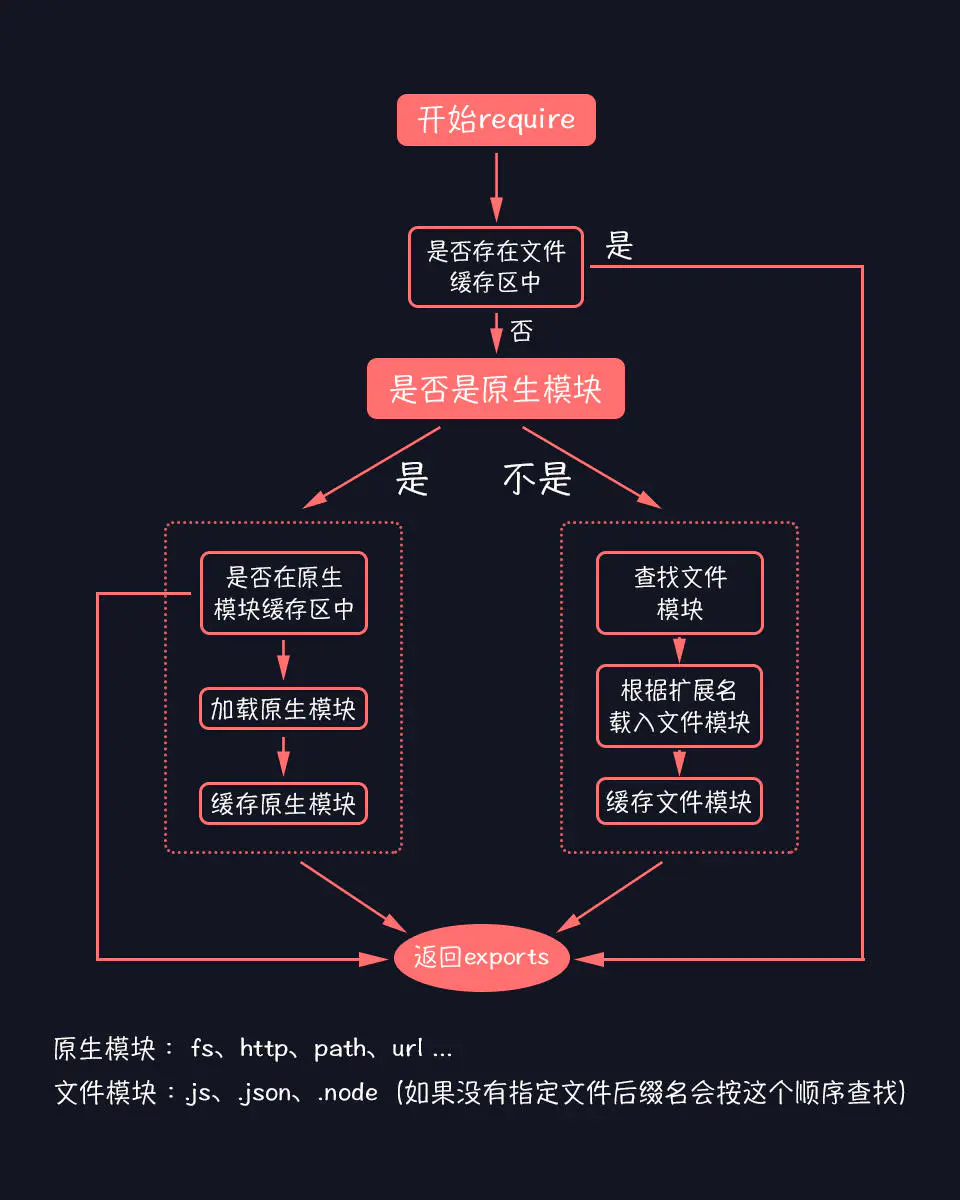 开始require
是否存在文件
缓存区中
是
否
是否是原生模块
是
不是
是否在原生
模块缓存区中
加载原生模块
缓存原生模块
查找文件
模块
根据扩展名
载入文件模块
缓存文件模块
返回exports
原生模块： fs、http、path、url ...
文件模块：.js、.json、.node（如果没有指定文件后缀名会按这个顺序查找）